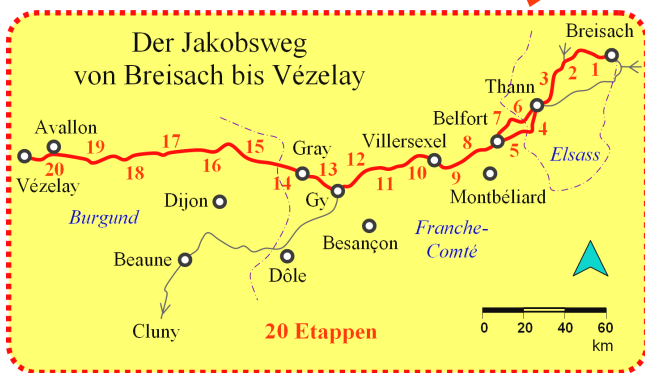 Der Jakobsweg
von Breisach bis Vézelay
Breisach
1
2
3
Thann
4
5
6
7
Belfort
Elsass
8
Villersexel
9
10
Montbéliard
11
12
Gray
13
Gy
14
Besançon
Franche-
Comté
15
16
17
18
19
20
Avallon
Vézelay
Burgund
Dijon
Beaune
Dôle
Cluny
20 Etappen
0 20 40 60
km